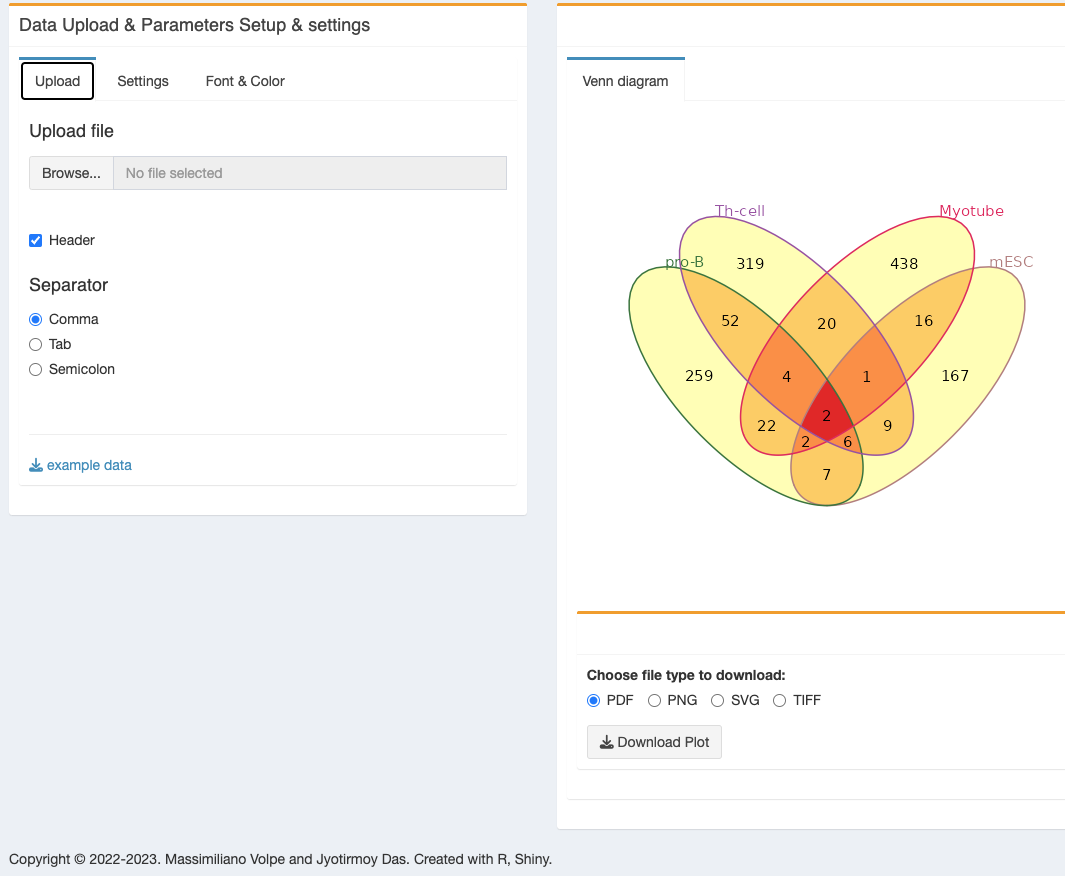 Data Upload & Parameters Setup & settings
Upload Settings Font & Color
Upload file
Browse... No file selected
Header
Separator
Comma
Tab
Semicolon
example data
Venn diagram
Th-cell Myotube
pro-B mESC
319 438
52 20 16
259 4 1 167
22 2 9
2 6
7
Choose file type to download:
PDF PNG SVG TIFF
Download Plot
Copyright © 2022-2023. Massimiliano Volpe and Jyotirmoy Das. Created with R, Shiny.